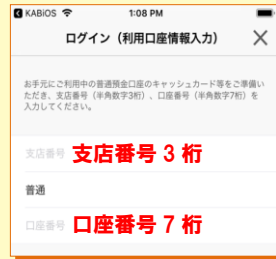 KABiOS 1:08 PM
ログイン（利用口座情報入力）
お手元にご利用中の普通預金口座のキャッシュカード等をご準備い
ただき、支店番号（半角数字3桁）、口座番号（半角数字7桁）を
入力してください。
支店番号 支店番号 3 桁
普通
口座番号 口座番号 7 桁